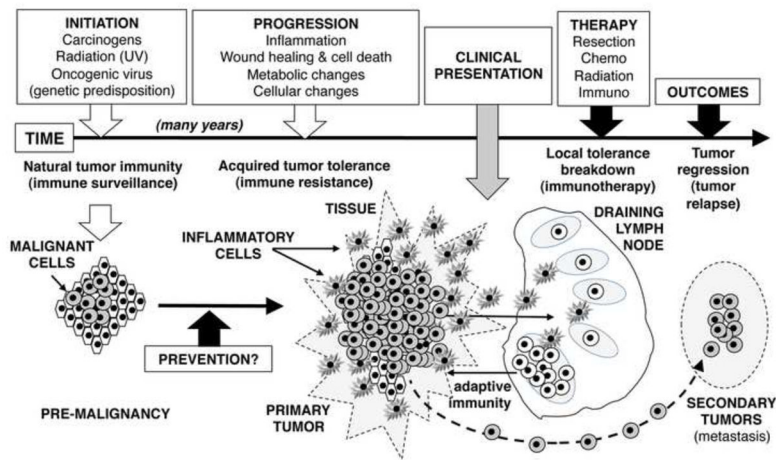 INITIATION
Carcinogens
Radiation (UV)
Oncogenic virus
(genetic predisposition)
PROGRESSION
Inflammation
Wound healing & cell death
Metabolic changes
Cellular changes
CLINICAL
PRESENTATION
THERAPY
Resection
Chemo
Radiation
Immuno
OUTCOMES
TIME
(many years)
Natural tumor immunity
(immune surveillance)
Acquired tumor tolerance
(immune resistance)
Local tolerance
breakdown
(immunotherapy)
Tumor
regression
(tumor
relapse)
MALIGNANT
CELLS
INFLAMMATORY
CELLS
TISSUE
DRAINING
LYMPH
NODE
PREVENTION?
adaptive
immunity
PRE-MALIGNANCY
PRIMARY
TUMOR
SECONDARY
TUMORS
(metastasis)